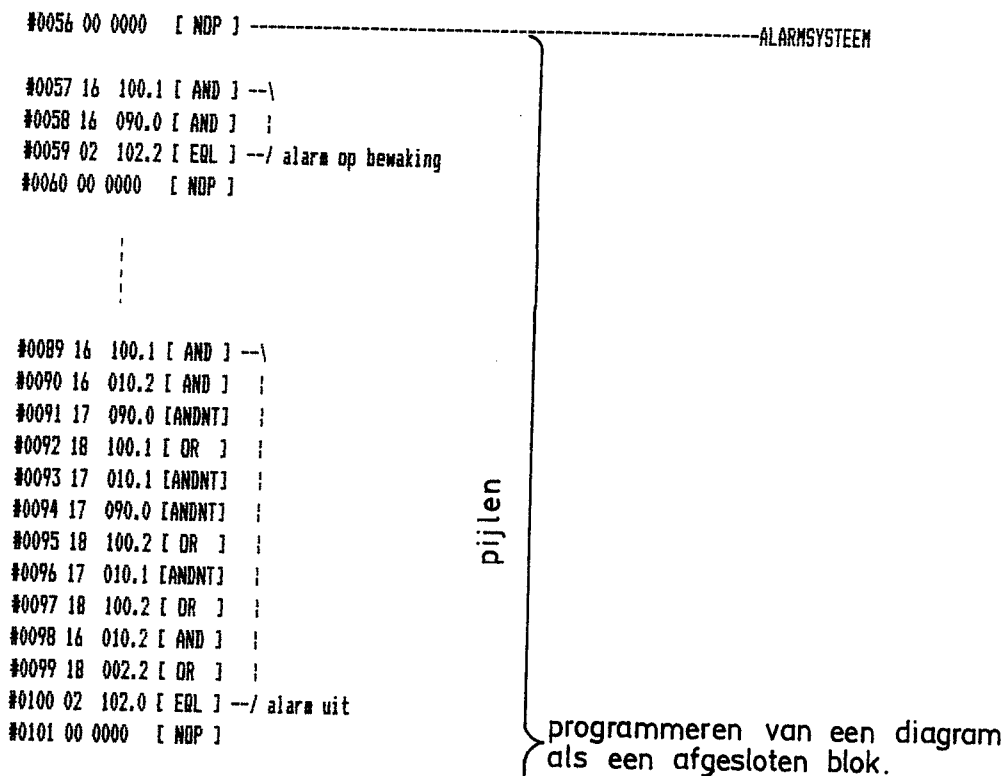 #0056 00 0000 [ NOP ] --------------------------------------------------ALARMSYSTEEM
#0057 16 100.1 [ AND ] --\
#0058 16 090.0 [ AND ] ¦
#0059 02 102.2 [ EQL ] --/ alarm op bewaking
#0060 00 0000 [ NOP ]
#0089 16 100.1 [ AND ] --\
#0090 16 010.2 [ AND ] ¦
#0091 17 090.0 [ANDNT] ¦
#0092 18 100.1 [ OR ] ¦
#0093 17 010.1 [ANDNT] ¦
#0094 17 090.0 [ANDNT] ¦
#0095 18 100.2 [ OR ] ¦
#0096 17 010.1 [ANDNT] ¦
#0097 18 100.2 [ OR ] ¦
#0098 16 010.2 [ AND ] ¦
#0099 18 002.2 [ OR ] ¦
#0100 02 102.0 [ EQL ] --/ alarm uit
#0101 00 0000 [ NOP ]
pijlen
programmeren van een diagram
als een afgesloten blok.